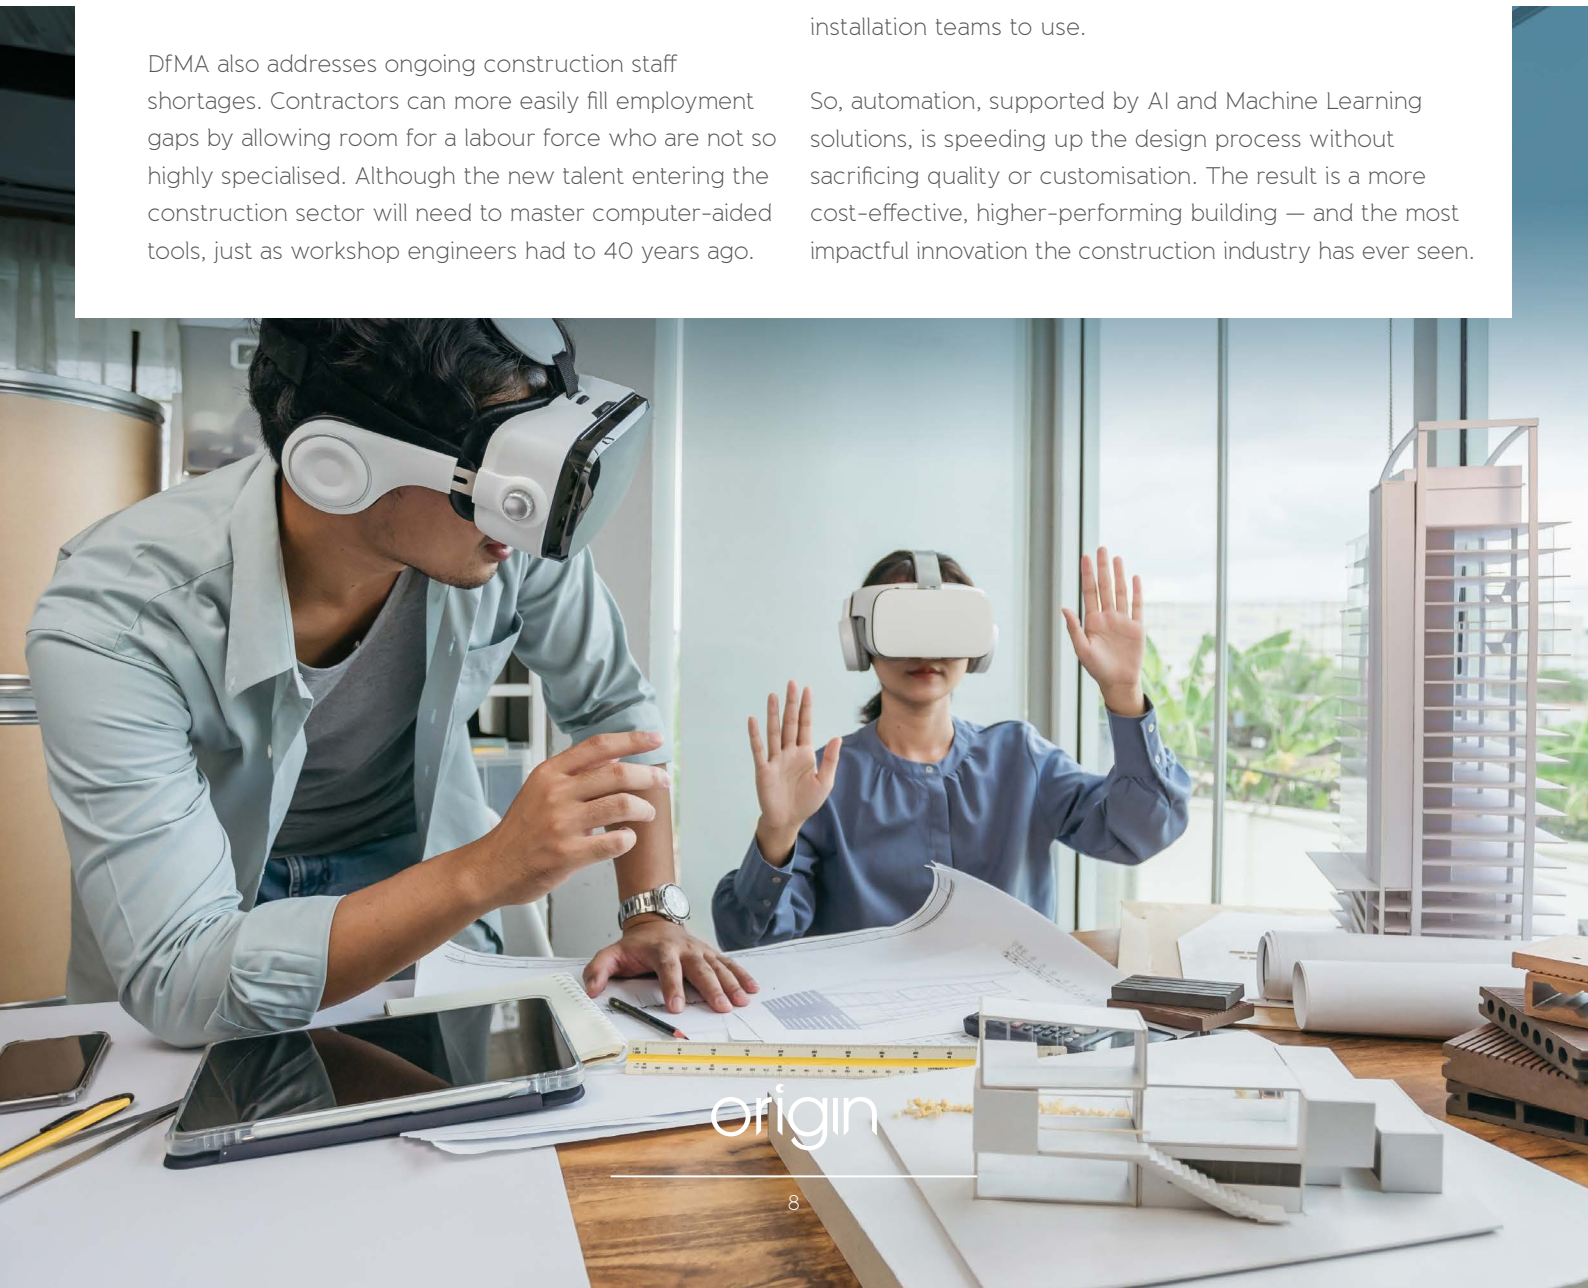 DfMA also addresses ongoing construction staff
shortages. Contractors can more easily fill employment
gaps by allowing room for a labour force who are not so
highly specialised. Although the new talent entering the
construction sector will need to master computer-aided
tools, just as workshop engineers had to 40 years ago.
installation teams to use.
So, automation, supported by AI and Machine Learning
solutions, is speeding up the design process without
sacrificing quality or customisation. The result is a more
cost-effective, higher-performing building — and the most
impactful innovation the construction industry has ever seen.
origin
8